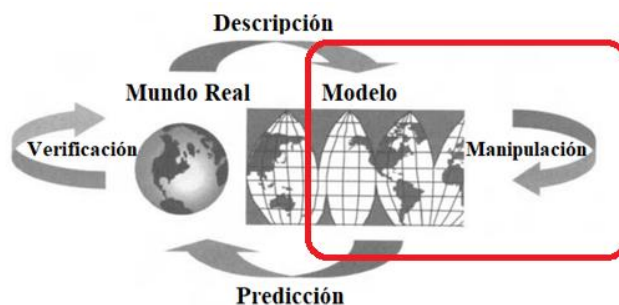 Descripción
Mundo Real
Modelo
Verificación
Manipulación
Predicción